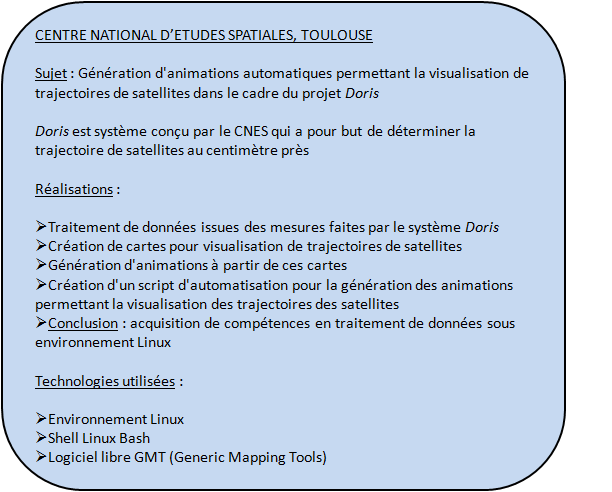 CENTRE NATIONAL D'ETUDES SPATIALES, TOULOUSE
Sujet : Génération d'animations automatiques permettant la visualisation de
trajectoires de satellites dans le cadre du projet Doris
Doris est système conçu par le CNES qui a pour but de déterminer la
trajectoire de satellites au centimètre près
Réalisations :
➢Traitement de données issues des mesures faites par le système Doris
➢Création de cartes pour visualisation de trajectoires de satellites
➢Génération d'animations à partir de ces cartes
➢Création d'un script d'automatisation pour la génération des animations
permettant la visualisation des trajectoires des satellites
➢Conclusion : acquisition de compétences en traitement de données sous
environnement Linux
Technologies utilisées :
➢Environnement Linux
➢Shell Linux Bash
➢Logiciel libre GMT (Generic Mapping Tools)